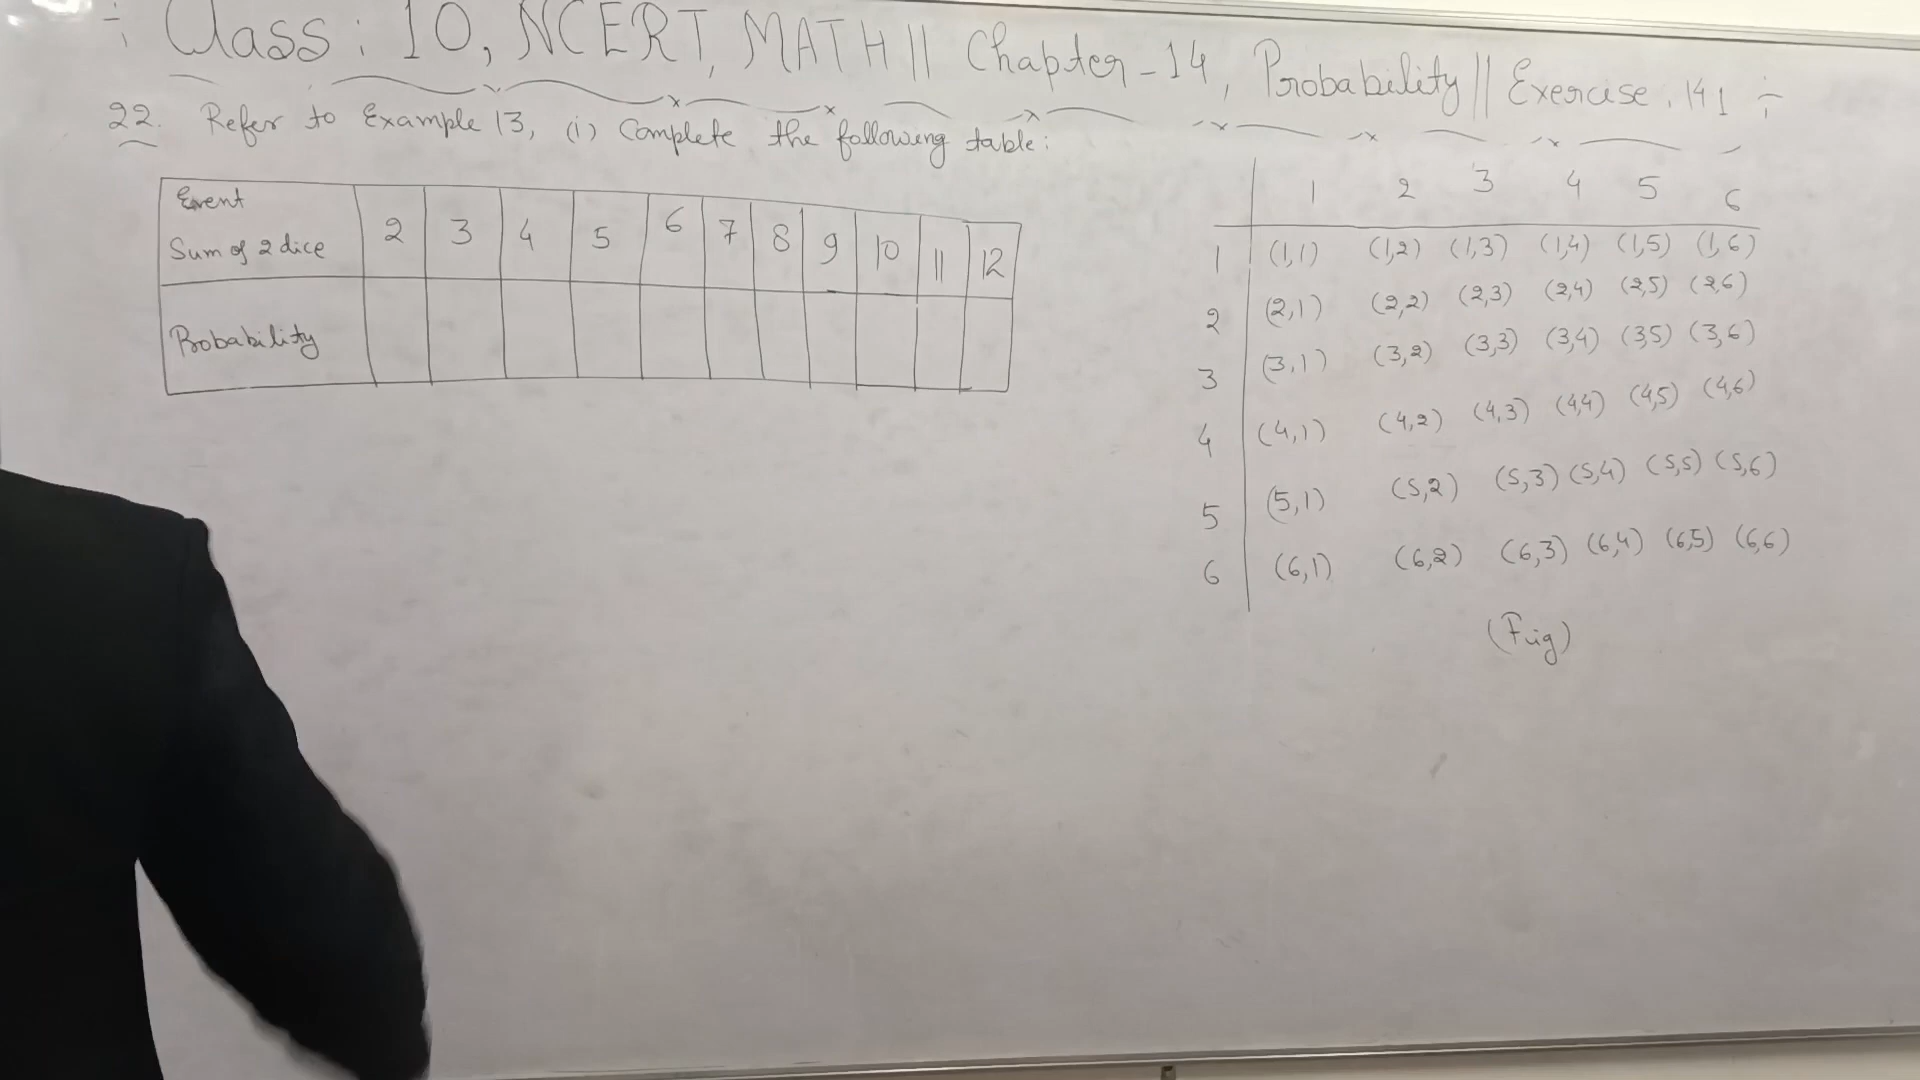 ÷ Class : 10, NCERT, MATH || Chapter - 14, Probability || Exercise. 14.1 ÷
22. Refer to Example 13, (i) Complete the following table:
Event
Sum of 2 dice 2 3 4 5 6 7 8 9 10 11 12
Probability
1 2 3 4 5 6
1 (1,1) (1,2) (1,3) (1,4) (1,5) (1,6)
2 (2,1) (2,2) (2,3) (2,4) (2,5) (2,6)
3 (3,1) (3,2) (3,3) (3,4) (3,5) (3,6)
4 (4,1) (4,2) (4,3) (4,4) (4,5) (4,6)
5 (5,1) (5,2) (5,3) (5,4) (5,5) (5,6)
6 (6,1) (6,2) (6,3) (6,4) (6,5) (6,6)
(Fig)